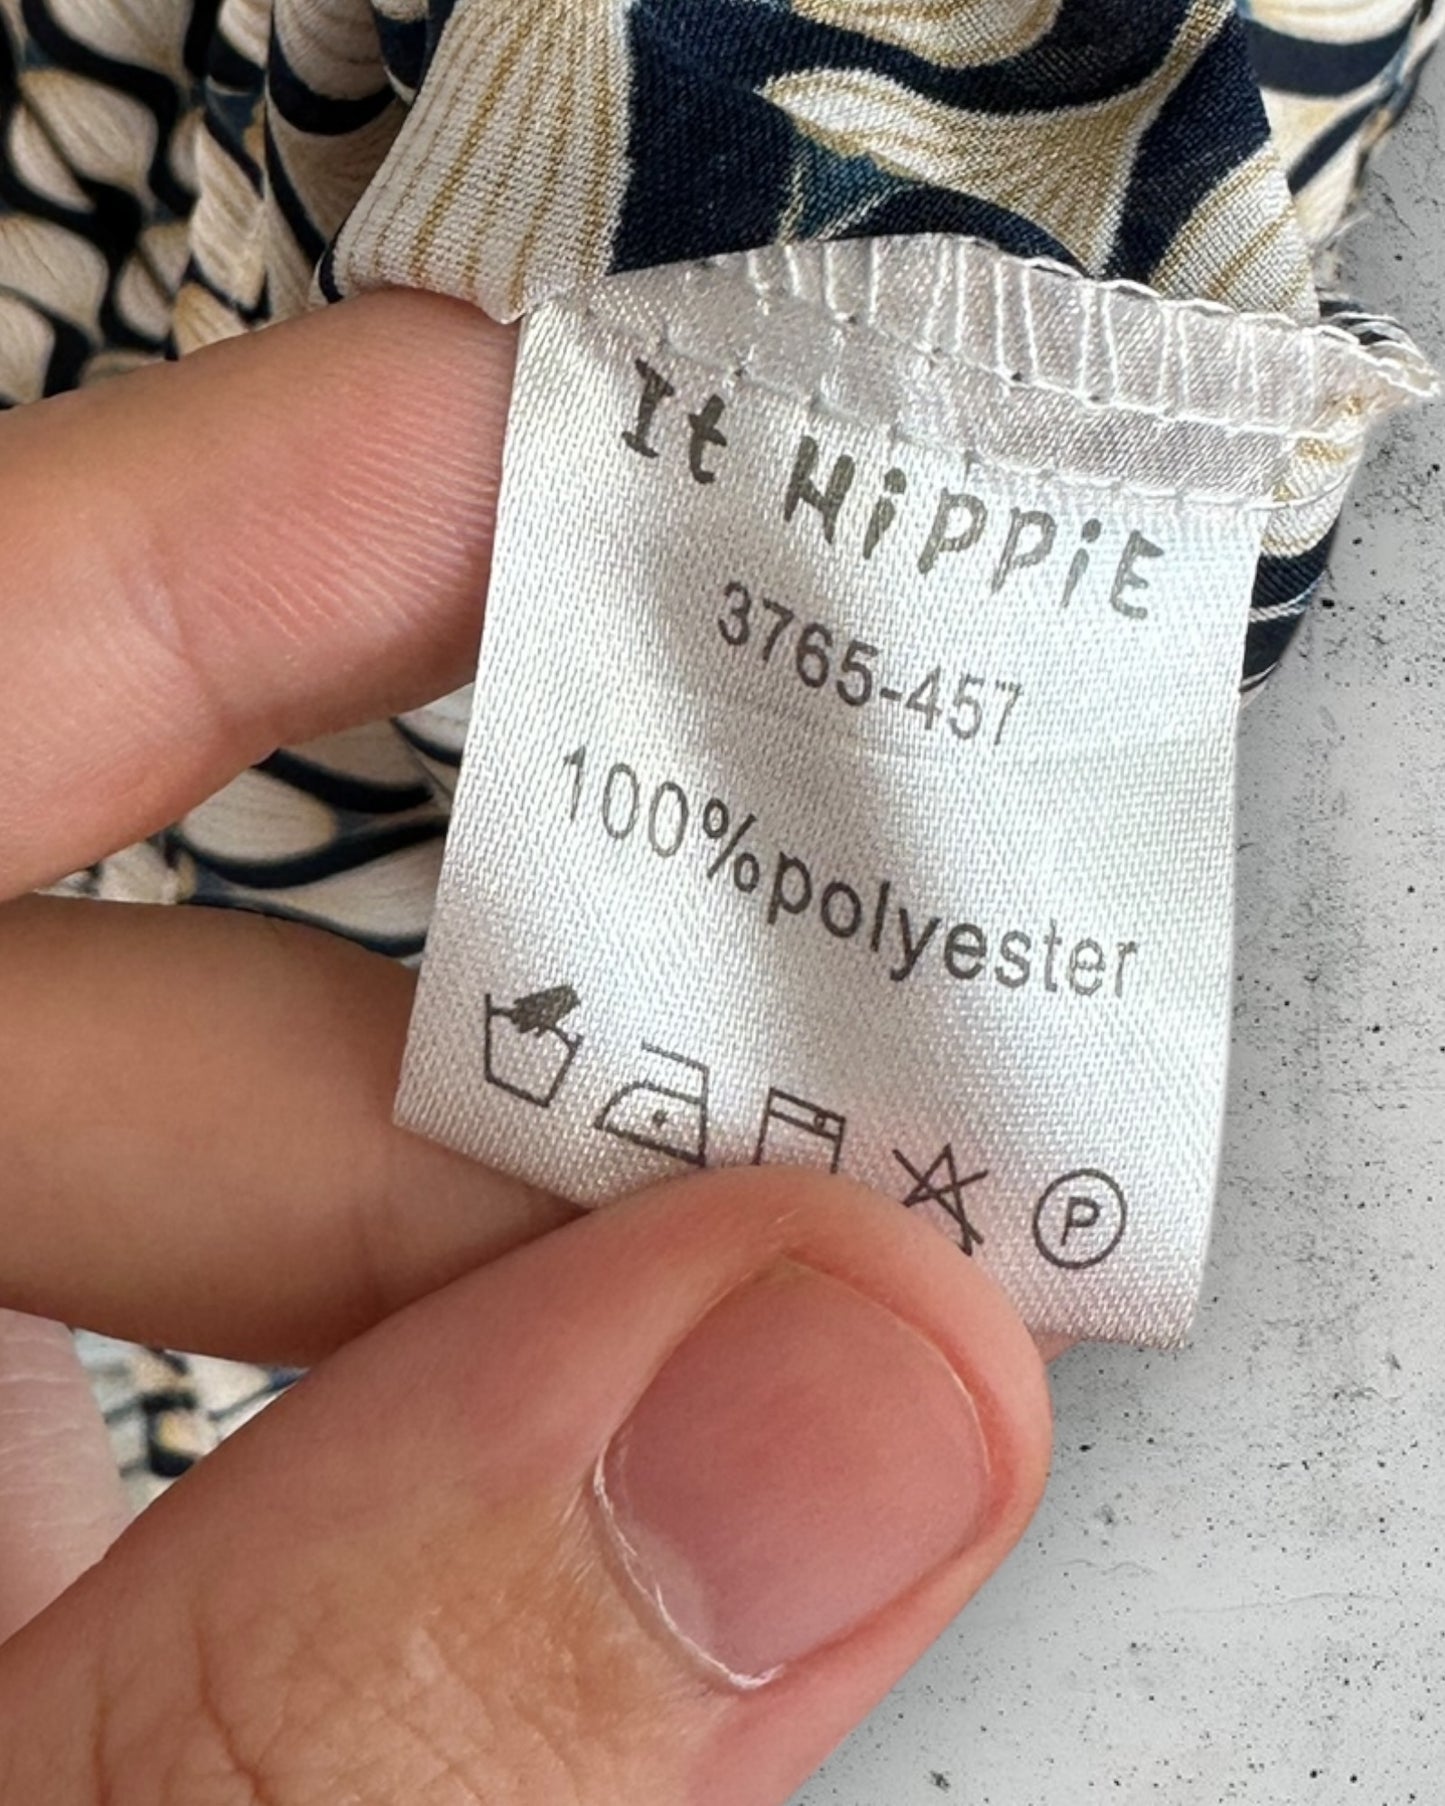 It HiPPiE
3765-457
100%polyester
P